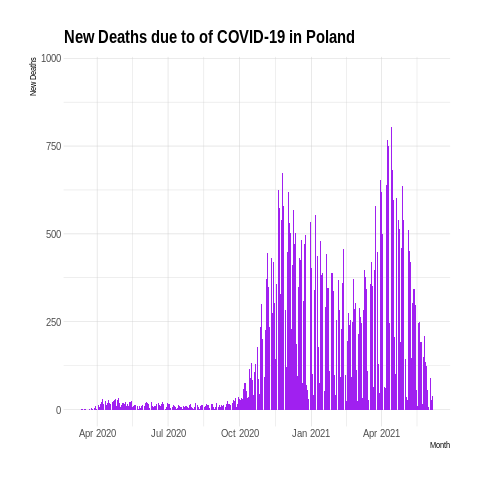 New Deaths due to of COVID-19 in Poland
New Deaths
1000
750
500
250
0
Apr 2020 Jul 2020 Oct 2020 Jan 2021 Apr 2021
Month